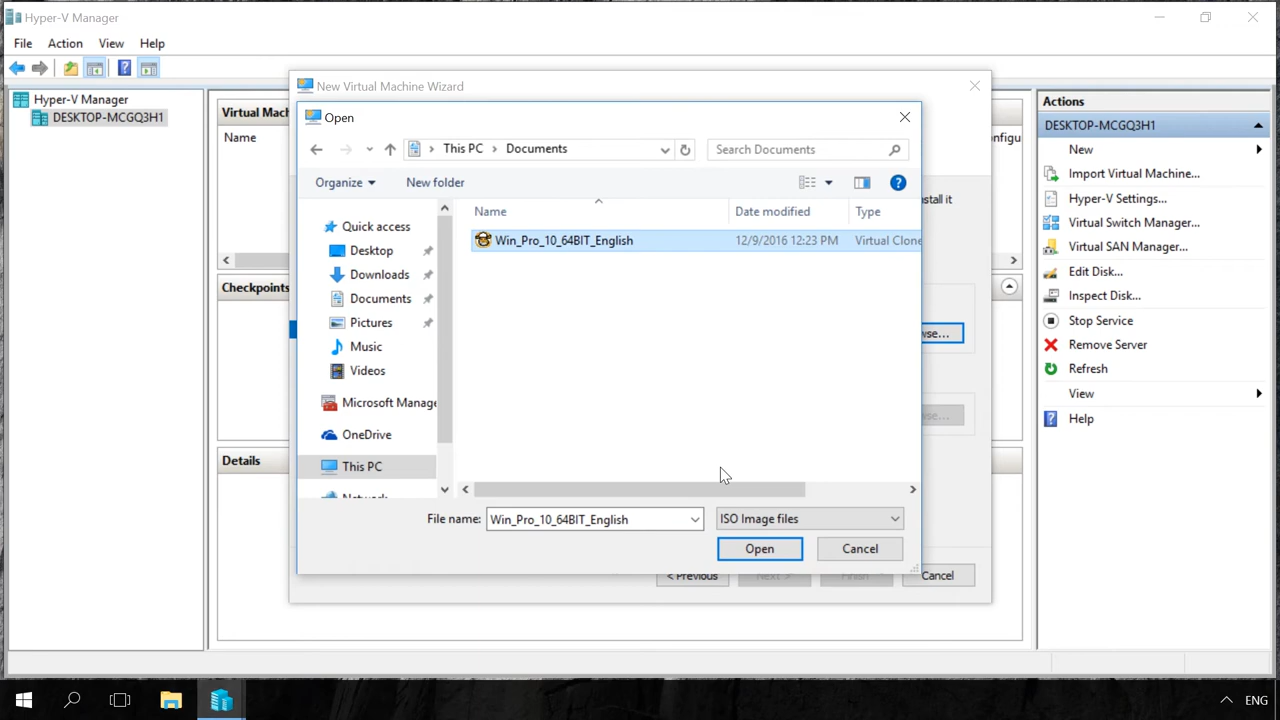 Hyper-V Manager
File Action View Help
Hyper-V Manager
DESKTOP-MCGQ3H1
Virtual Mach
Name
Checkpoints
Details
New Virtual Machine Wizard
Open
This PC > Documents
Search Documents
Organize
New folder
Name Date modified Type
Win_Pro_10_64BIT_English 12/9/2016 12:23 PM Virtual Clone
Quick access
Desktop
Downloads
Documents
Pictures
Music
Videos
Microsoft Manage
OneDrive
This PC
Network
File name: Win_Pro_10_64BIT_English ISO Image files
Open Cancel
stall it
wse...
wse...
< Previous Next > Finish Cancel
nfigu
Actions
DESKTOP-MCGQ3H1
New
Import Virtual Machine...
Hyper-V Settings...
Virtual Switch Manager...
Virtual SAN Manager...
Edit Disk...
Inspect Disk...
Stop Service
Remove Server
Refresh
View
Help
ENG